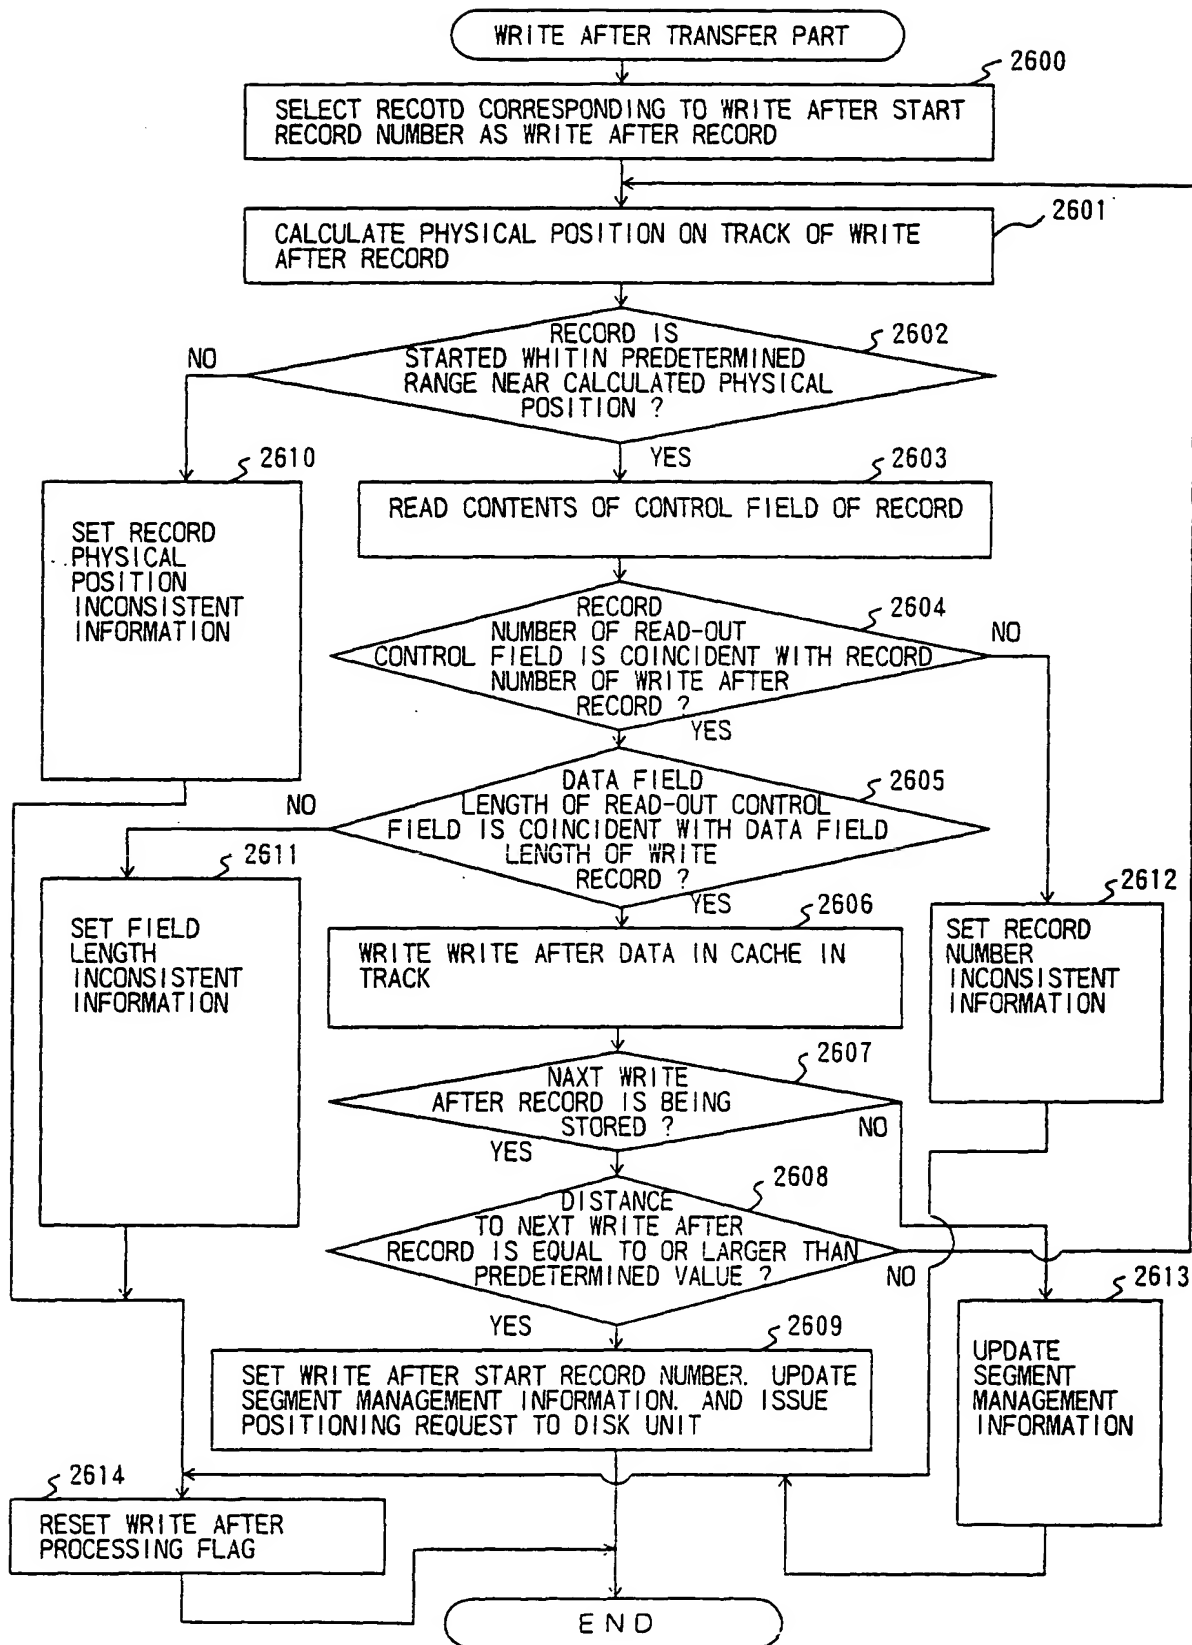 WRITE AFTER TRANSFER PART
2600
SELECT RECOTD CORRESPONDING TO WRITE AFTER START
RECORD NUMBER AS WRITE AFTER RECORD
2601
CALCULATE PHYSICAL POSITION ON TRACK OF WRITE
AFTER RECORD
2602
RECORD IS
STARTED WHITIN PREDETERMINED
RANGE NEAR CALCULATED PHYSICAL
POSITION ?
NO
YES
2610
SET RECORD
PHYSICAL
POSITION
INCONSISTENT
INFORMATION
2603
READ CONTENTS OF CONTROL FIELD OF RECORD
2604
RECORD
NUMBER OF READ-OUT
CONTROL FIELD IS COINCIDENT WITH RECORD
NUMBER OF WRITE AFTER
RECORD ?
NO
YES
2605
DATA FIELD
LENGTH OF READ-OUT CONTROL
FIELD IS COINCIDENT WITH DATA FIELD
LENGTH OF WRITE
RECORD ?
NO
YES
2611
SET FIELD
LENGTH
INCONSISTENT
INFORMATION
2606
WRITE WRITE AFTER DATA IN CACHE IN
TRACK
2612
SET RECORD
NUMBER
INCONSISTENT
INFORMATION
2607
NAXT WRITE
AFTER RECORD IS BEING
STORED ?
YES
NO
2608
DISTANCE
TO NEXT WRITE AFTER
RECORD IS EQUAL TO OR LARGER THAN
PREDETERMINED VALUE ?
NO
YES
2609
SET WRITE AFTER START RECORD NUMBER. UPDATE
SEGMENT MANAGEMENT INFORMATION. AND ISSUE
POSITIONING REQUEST TO DISK UNIT
2613
UPDATE
SEGMENT
MANAGEMENT
INFORMATION
2614
RESET WRITE AFTER
PROCESSING FLAG
END